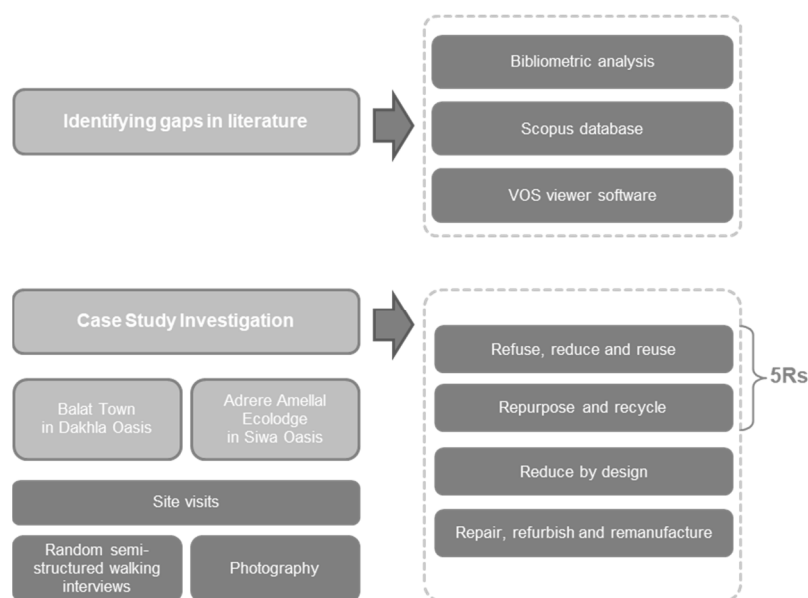 Identifying gaps in literature
Bibliometric analysis
Scopus database
VOS viewer software
Case Study Investigation
Balat Town
in Dakhla Oasis
Adrere Amellal
Ecolodge
in Siwa Oasis
Site visits
Random semi-
structured walking
interviews
Photography
Refuse, reduce and reuse
Repurpose and recycle
5Rs
Reduce by design
Repair, refurbish and remanufacture